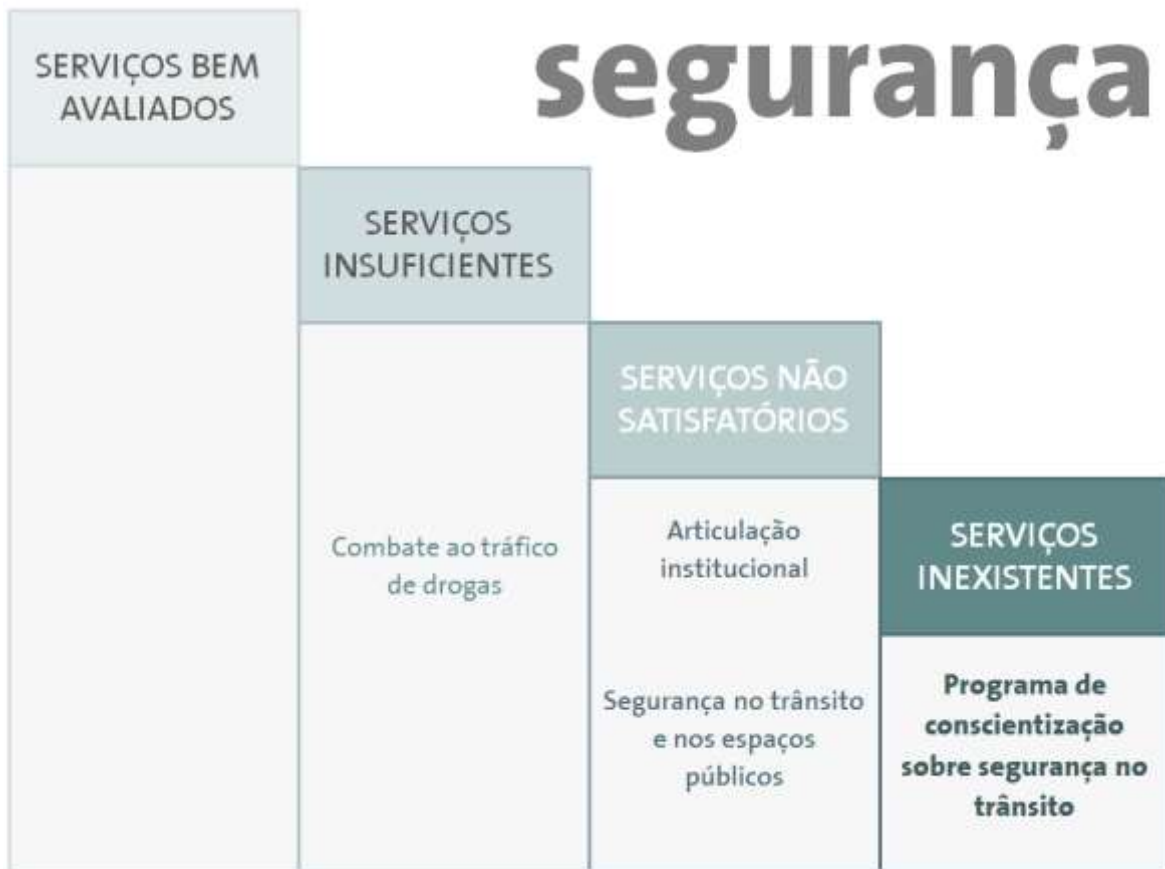 segurança
SERVIÇOS BEM
AVALIADOS
SERVIÇOS
INSUFICIENTES
Combate ao tráfico
de drogas
SERVIÇOS NÃO
SATISFATÓRIOS
Articulação
institucional
Segurança no trânsito
e nos espaços
públicos
SERVIÇOS
INEXISTENTES
Programa de
conscientização
sobre segurança no
trânsito